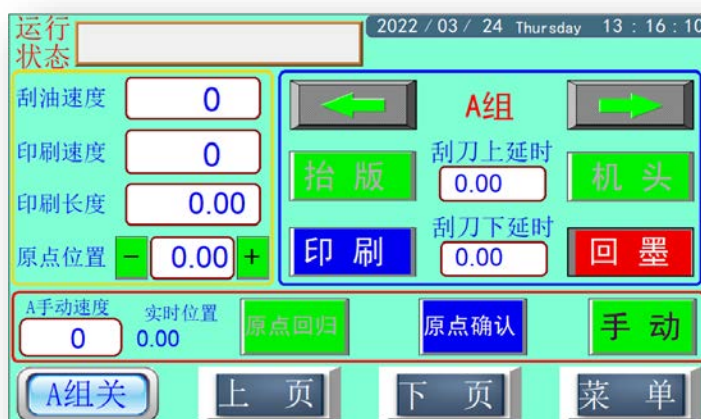 运行状态
2022 / 03 / 24 Thursday 13 : 16 : 10
刮油速度 0
印刷速度 0
印刷长度 0.00
原点位置 - 0.00 +
A组
抬 版
刮刀上延时
0.00
机 头
印 刷
刮刀下延时
0.00
回 墨
A手动速度
0
实时位置
0.00
原点回归
原点确认
手 动
A组关
上 页
下 页
菜 单